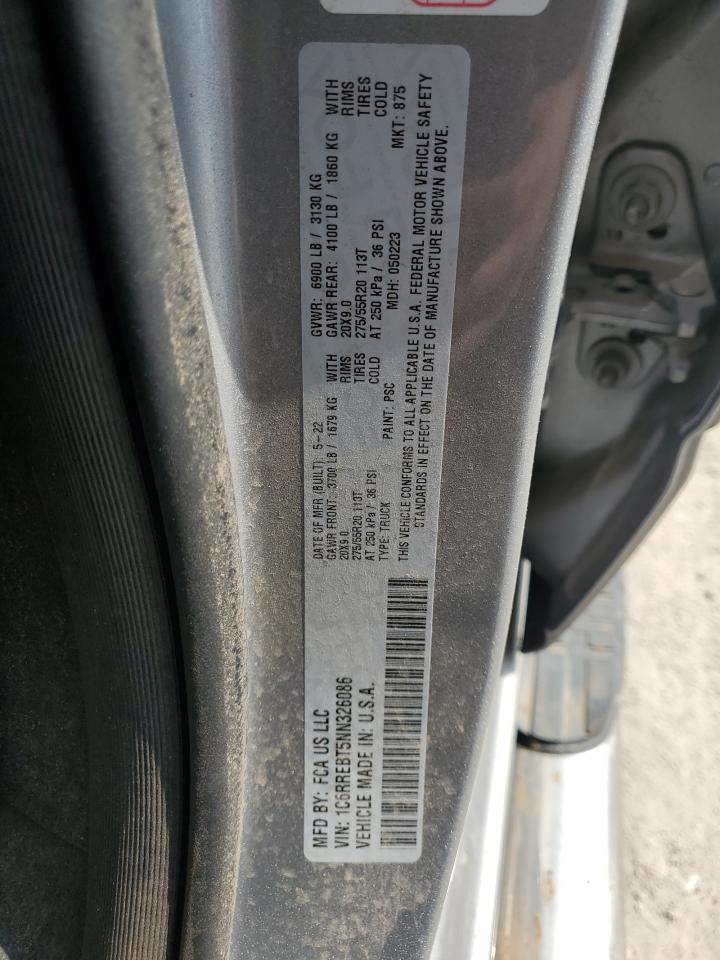 MFD BY: FCA US LLC
VIN: 1C6RREBT5NN326086
VEHICLE MADE IN: U.S.A.
DATE OF MFR (BUILT): 5-22 GVWR: 6900 LB / 3130 KG
GAWR FRONT: 3700 LB / 1679 KG WITH GAWR REAR: 4100 LB / 1860 KG WITH
20X9.0 RIMS 20X9.0 RIMS
275/55R20 113T TIRES 275/55R20 113T TIRES
AT 250 kPa / 36 PSI COLD AT 250 kPa / 36 PSI COLD
TYPE: TRUCK PAINT: PSC MDH: 050223 MKT: 875
THIS VEHICLE CONFORMS TO ALL APPLICABLE U.S.A. FEDERAL MOTOR VEHICLE SAFETY
STANDARDS IN EFFECT ON THE DATE OF MANUFACTURE SHOWN ABOVE.